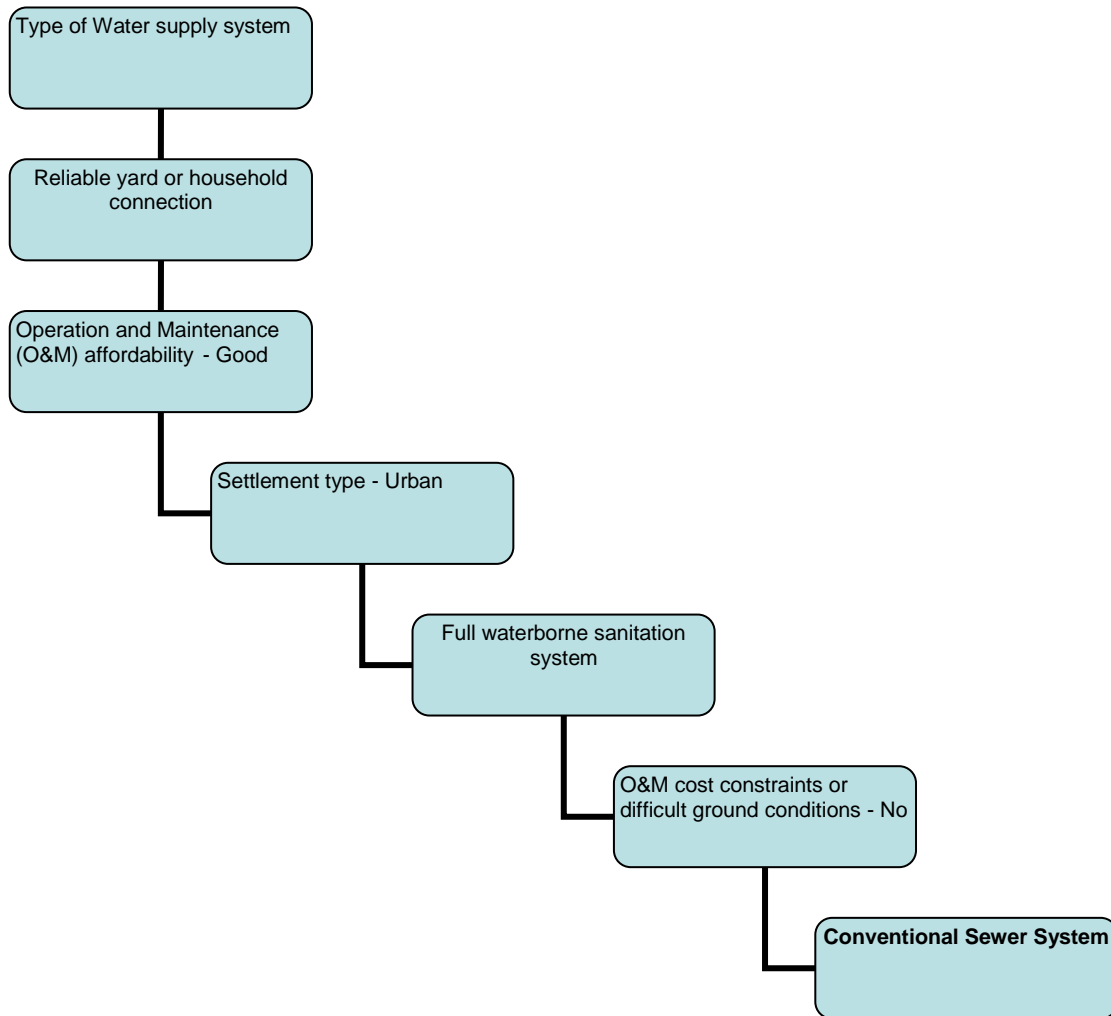 Type of Water supply system
Reliable yard or household
connection
Operation and Maintenance
(O&M) affordability - Good
Settlement type - Urban
Full waterborne sanitation
system
O&M cost constraints or
difficult ground conditions - No
Conventional Sewer System